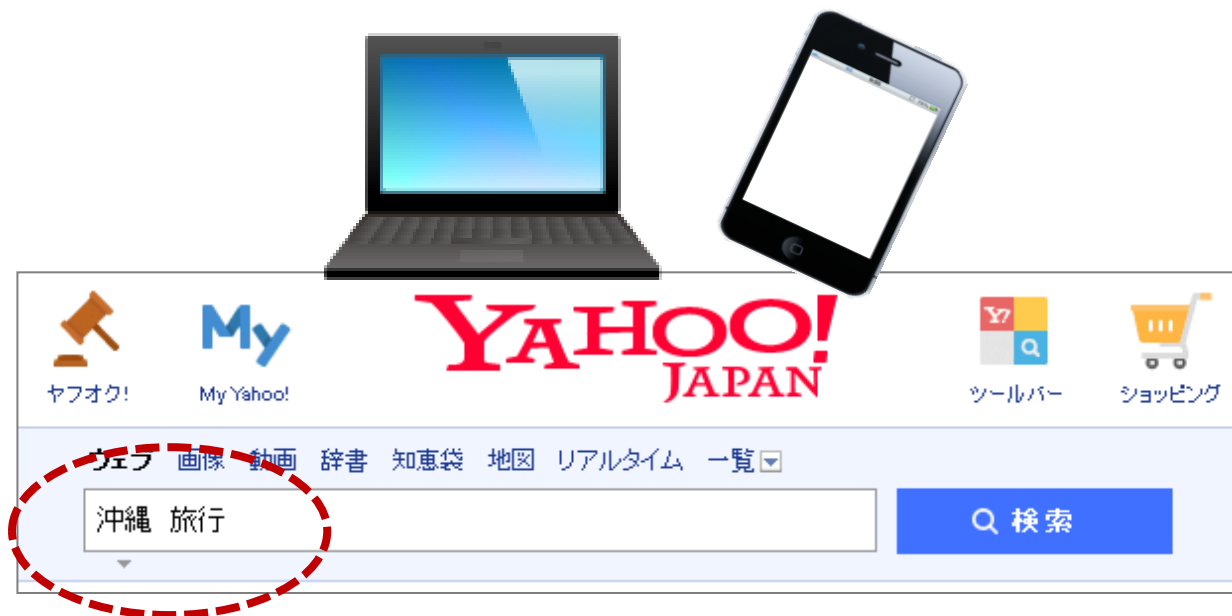 YAHOO!
JAPAN
ヤフオク!
My
My Yahoo!
Y?
ツールバー
ショッピング
ウェブ 画像 動画 辞書 知恵袋 地図 リアルタイム 一覧
沖縄 旅行
検索